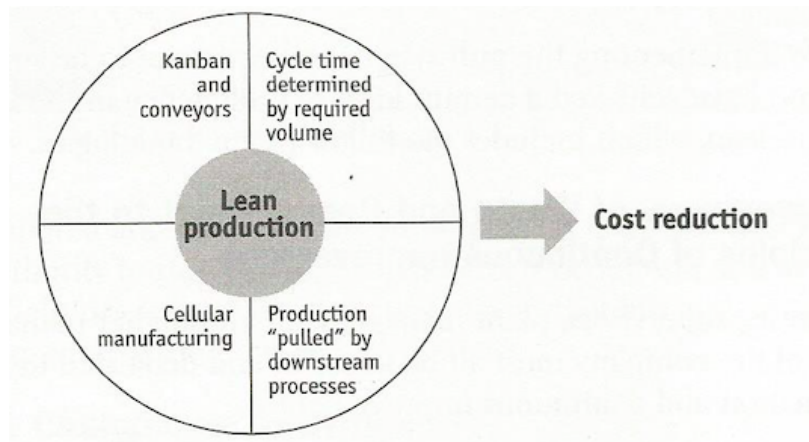 Kanban
and
conveyors
Cycle time
determined
by required
volume
Lean
production
Cost reduction
Cellular
manufacturing
Production
“pulled” by
downstream
processes